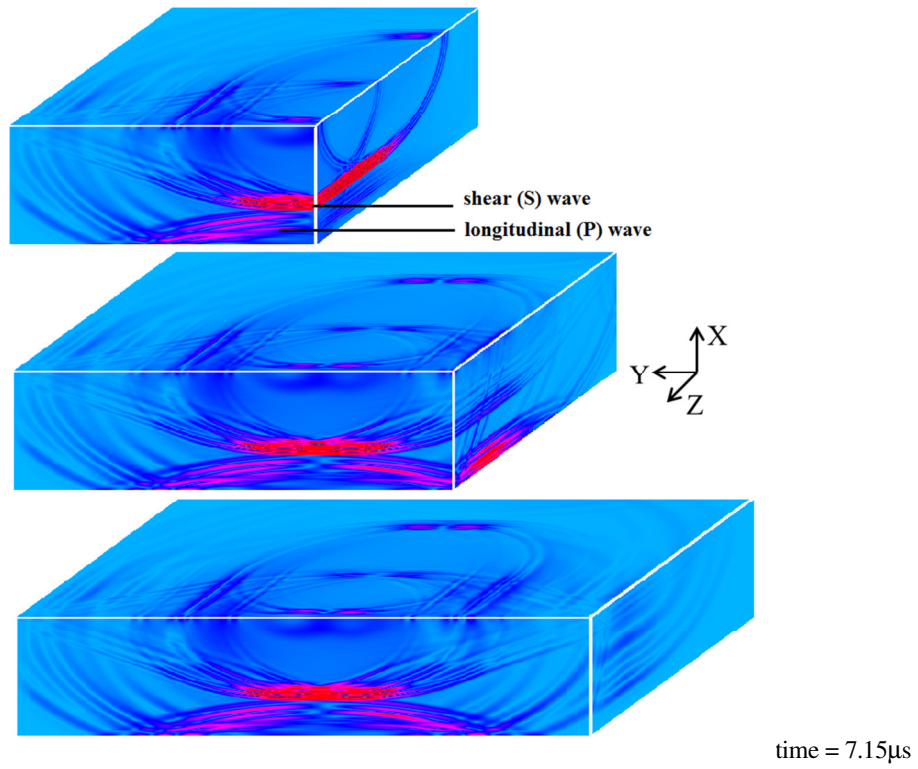 shear (S) wave
longitudinal (P) wave
X
Y
Z
time = 7.15µs